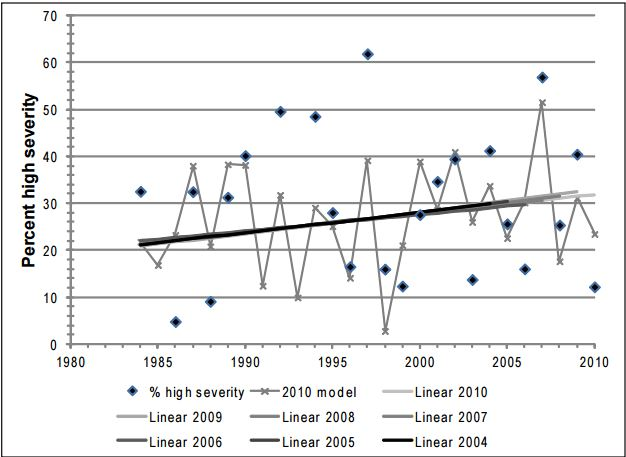 70
60
50
40
30
20
10
0
Percent high severity
1980 1985 1990 1995 2000 2005 2010
% high severity 2010 model Linear 2010
Linear 2009 Linear 2008 Linear 2007
Linear 2006 Linear 2005 Linear 2004